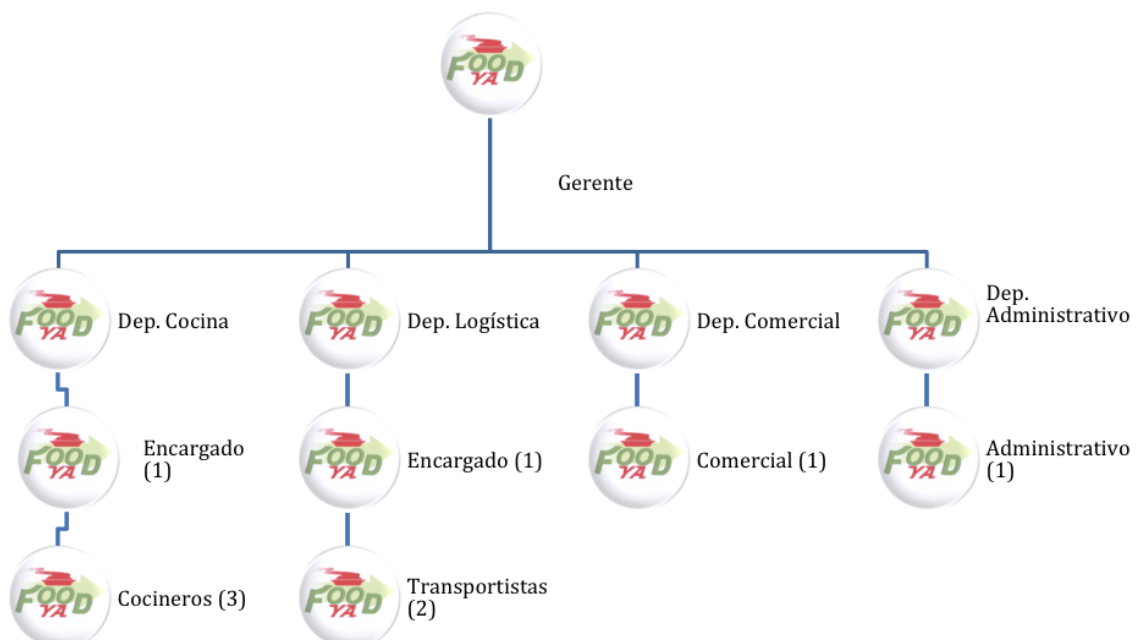 FOOD
YA
Gerente
FOOD
YA
Dep. Cocina
FOOD
YA
Dep. Logística
FOOD
YA
Dep. Comercial
FOOD
YA
Dep.
Administrativo
FOOD
YA
Encargado
(1)
FOOD
YA
Encargado (1)
FOOD
YA
Comercial (1)
FOOD
YA
Administrativo
(1)
FOOD
YA
Cocineros (3)
FOOD
YA
Transportistas
(2)